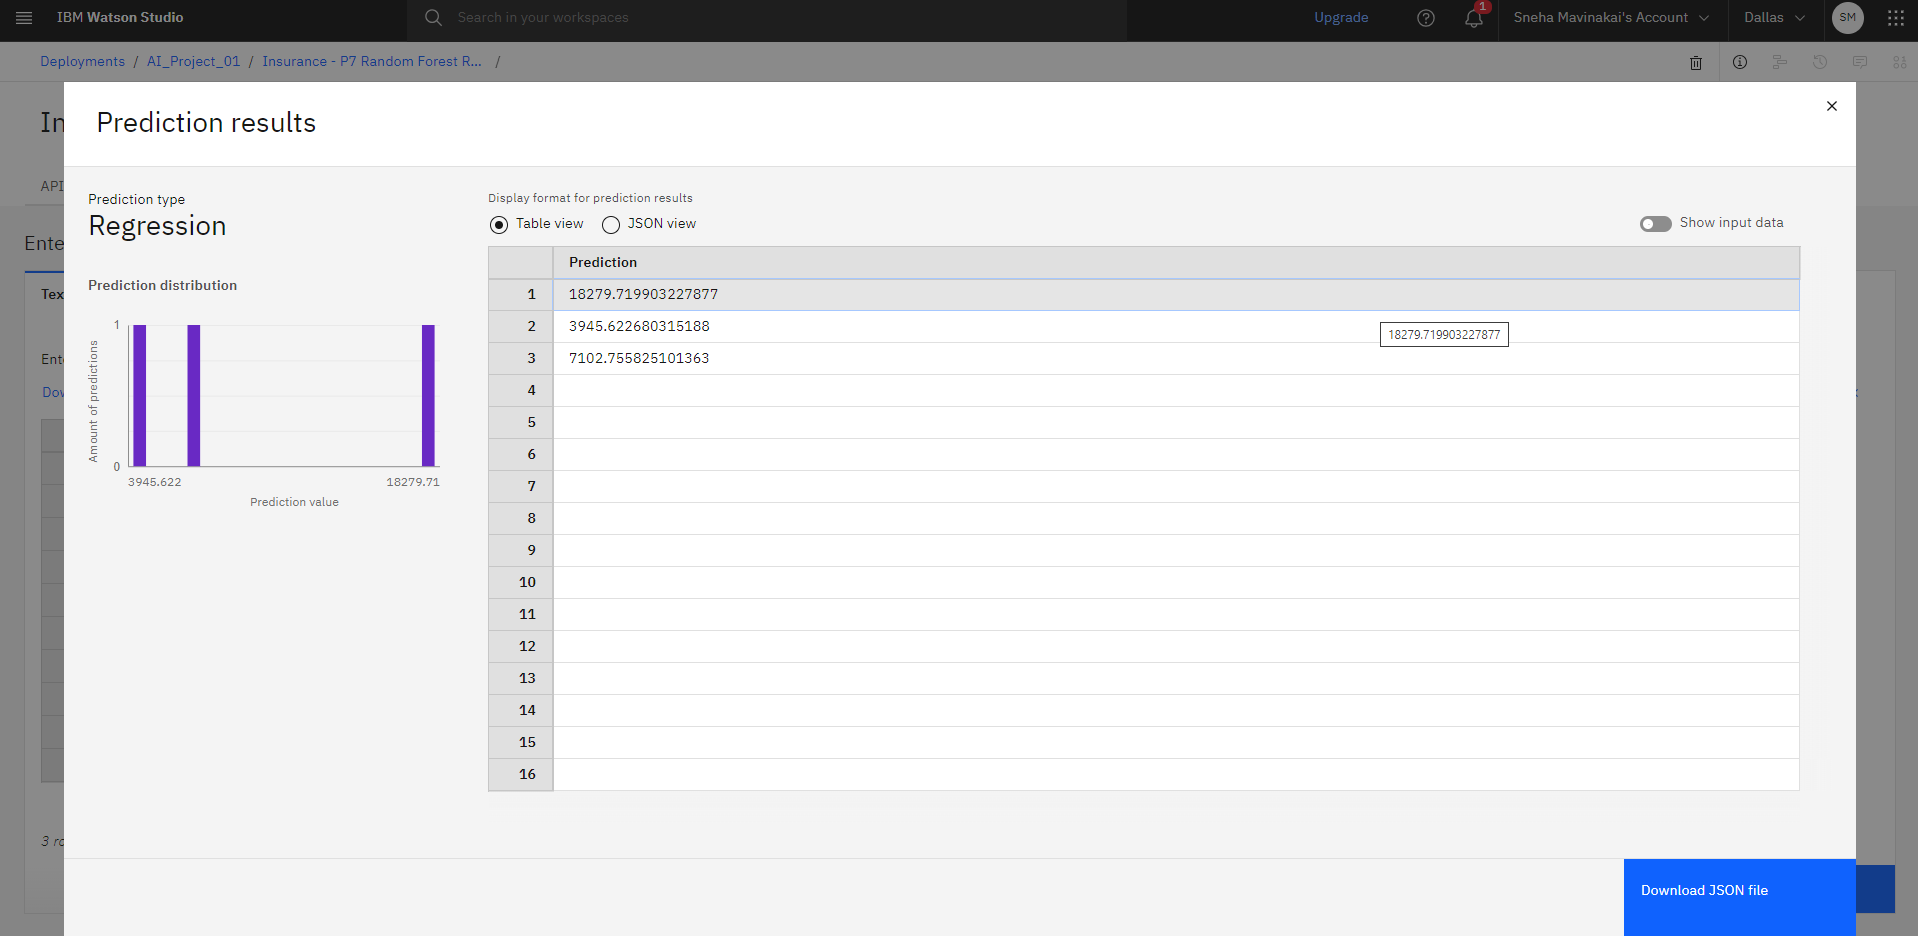 IBM Watson Studio
Search in your workspaces
Upgrade
1
Sneha Mavinakai's Account
Dallas
SM
Deployments / AI_Project_01 / Insurance - P7 Random Forest R... /
In
Prediction results
API
Prediction type
Regression
Display format for prediction results
Table view
JSON view
Show input data
Ente
Tex
Prediction distribution
1
0
Amount of predictions
3945.622
18279.71
Prediction value
Ent
Dow
3 ro
Prediction
1 18279.719903227877
2 3945.622680315188
18279.719903227877
3 7102.755825101363
4
5
6
7
8
9
10
11
12
13
14
15
16
Download JSON file